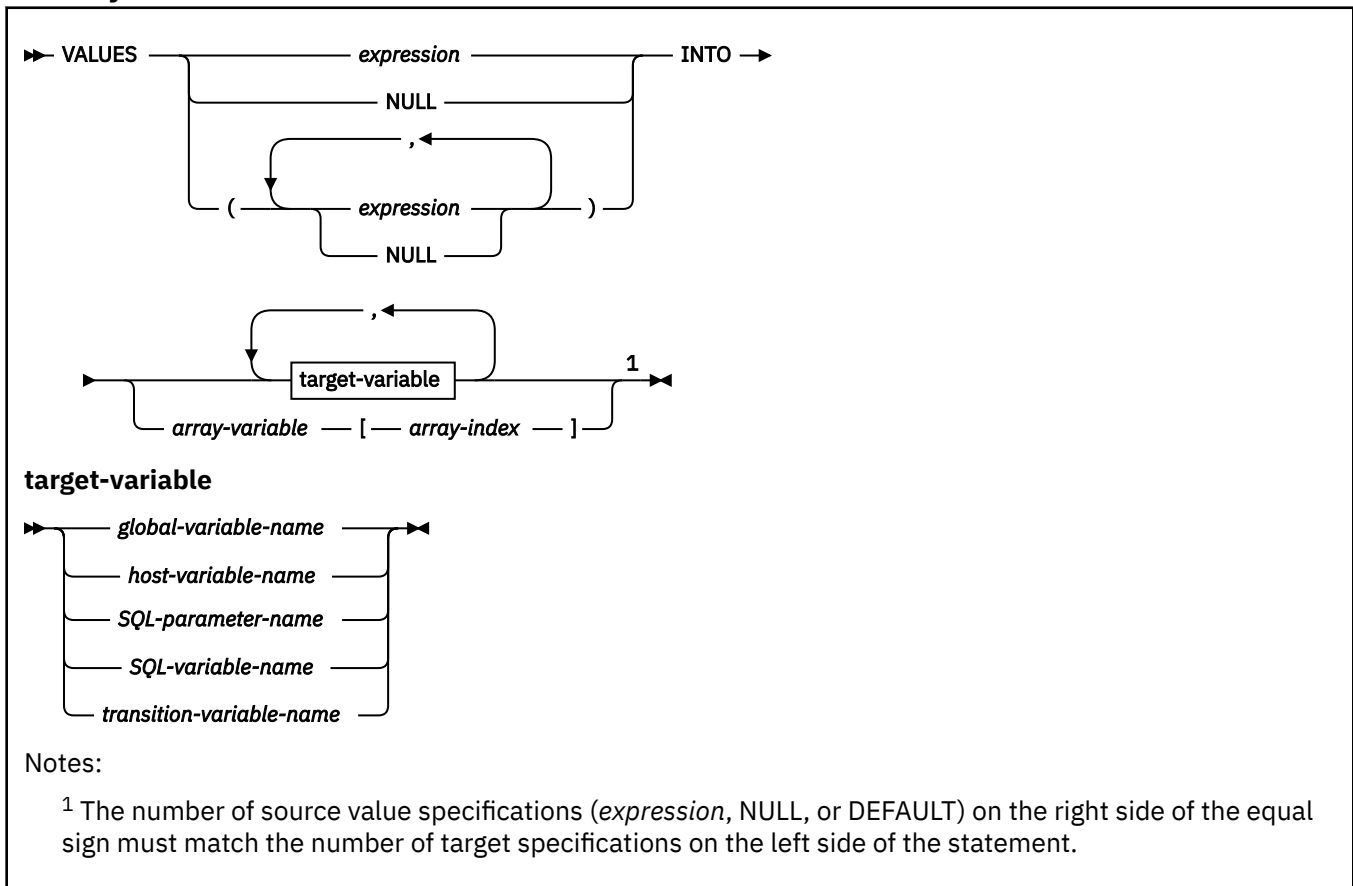 VALUES expression INTO
NULL
,
( expression )
NULL
,
target-variable 1
array-variable [ array-index ]
target-variable
global-variable-name
host-variable-name
SQL-parameter-name
SQL-variable-name
transition-variable-name
Notes:
1 The number of source value specifications (expression, NULL, or DEFAULT) on the right side of the equal
sign must match the number of target specifications on the left side of the statement.